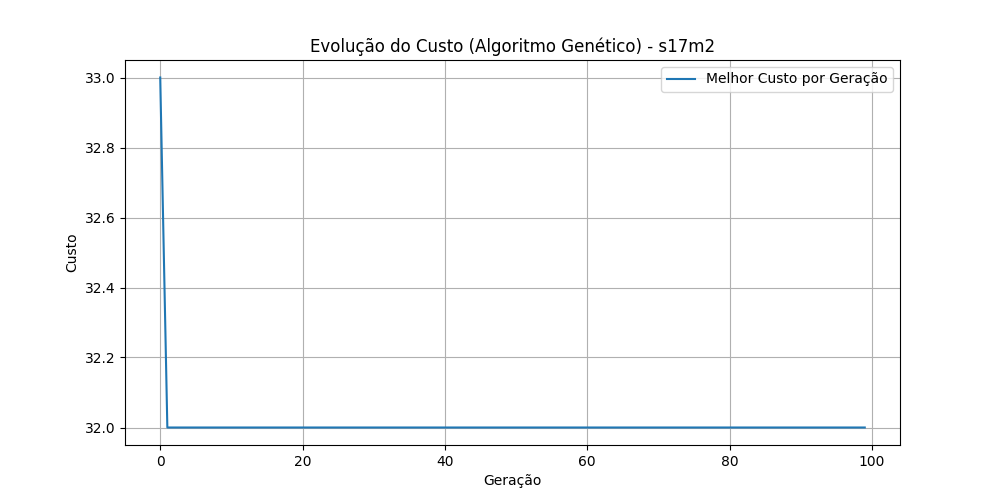 Evolução do Custo (Algoritmo Genético) - s17m2
Melhor Custo por Geração
33.0
32.8
32.6
32.4
32.2
32.0
Custo
0 20 40 60 80 100
Geração